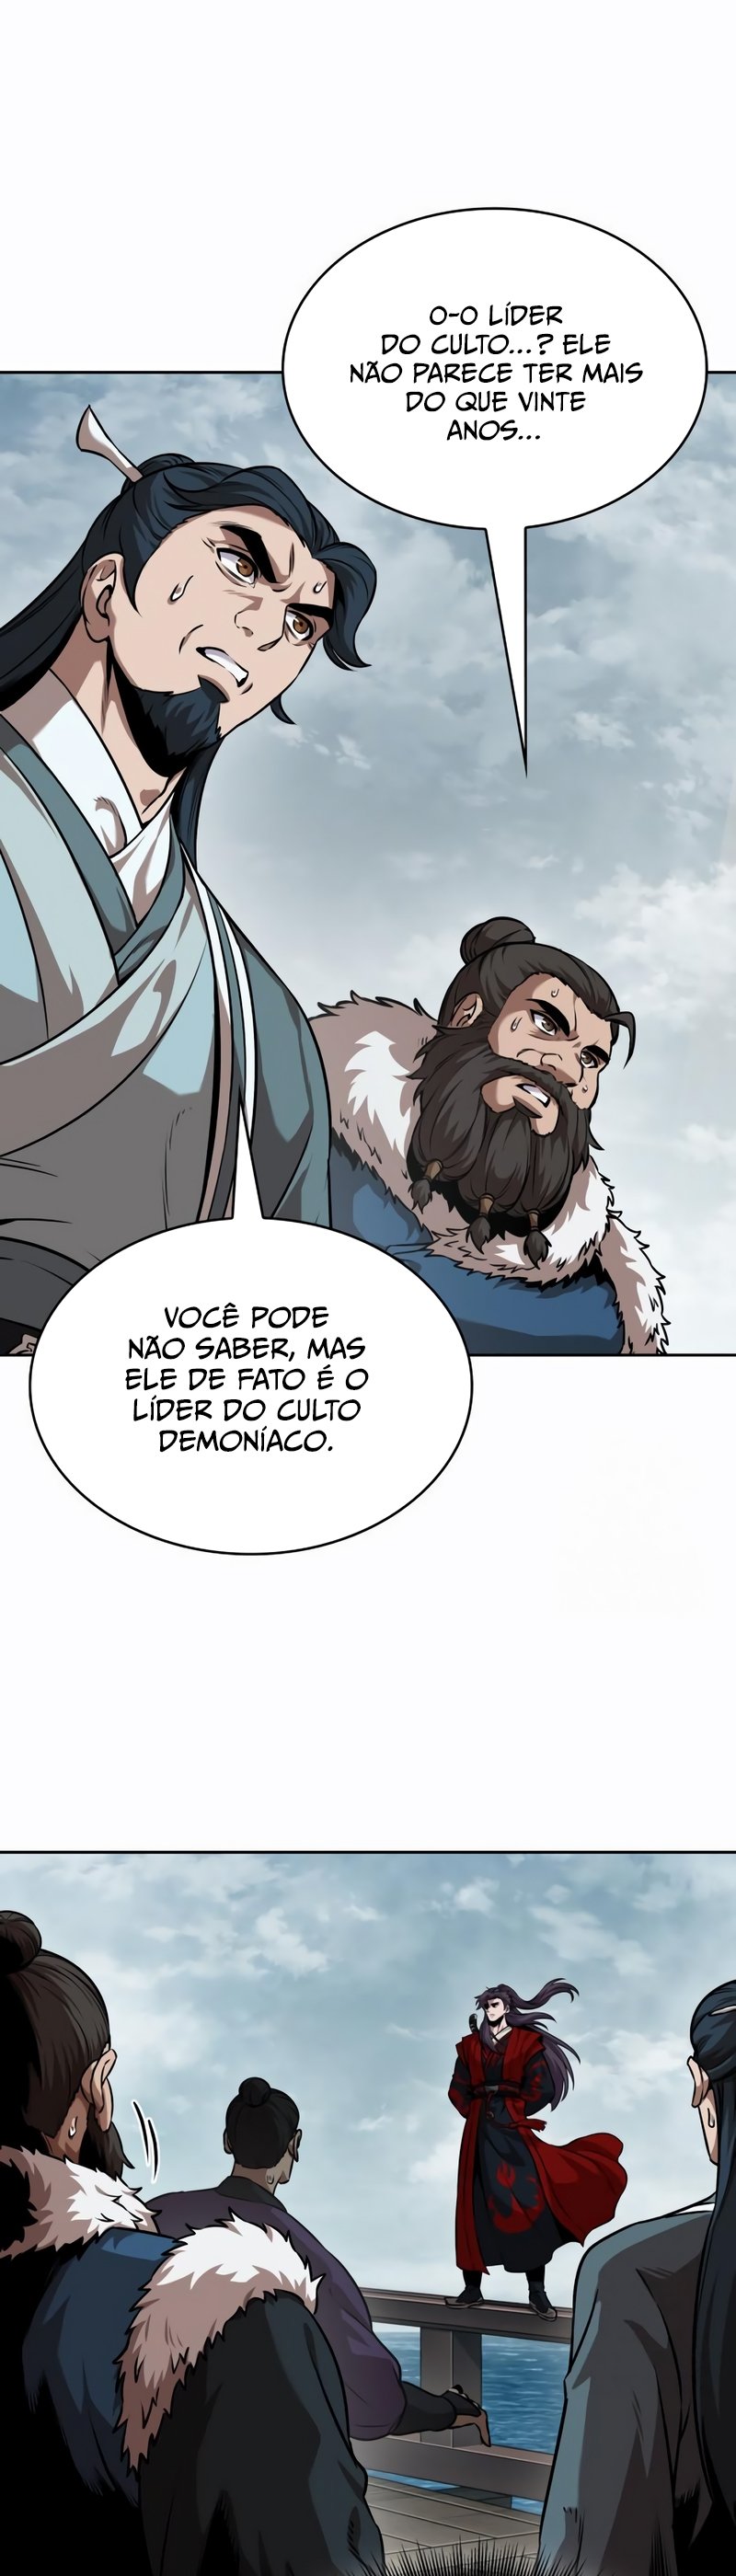 O-O LÍDER
DO CULTO...? ELE
NÃO PARECE TER MAIS
DO QUE VINTE
ANOS...
VOCÊ PODE
NÃO SABER, MAS
ELE DE FATO É O
LÍDER DO CULTO
DEMONÍACO.